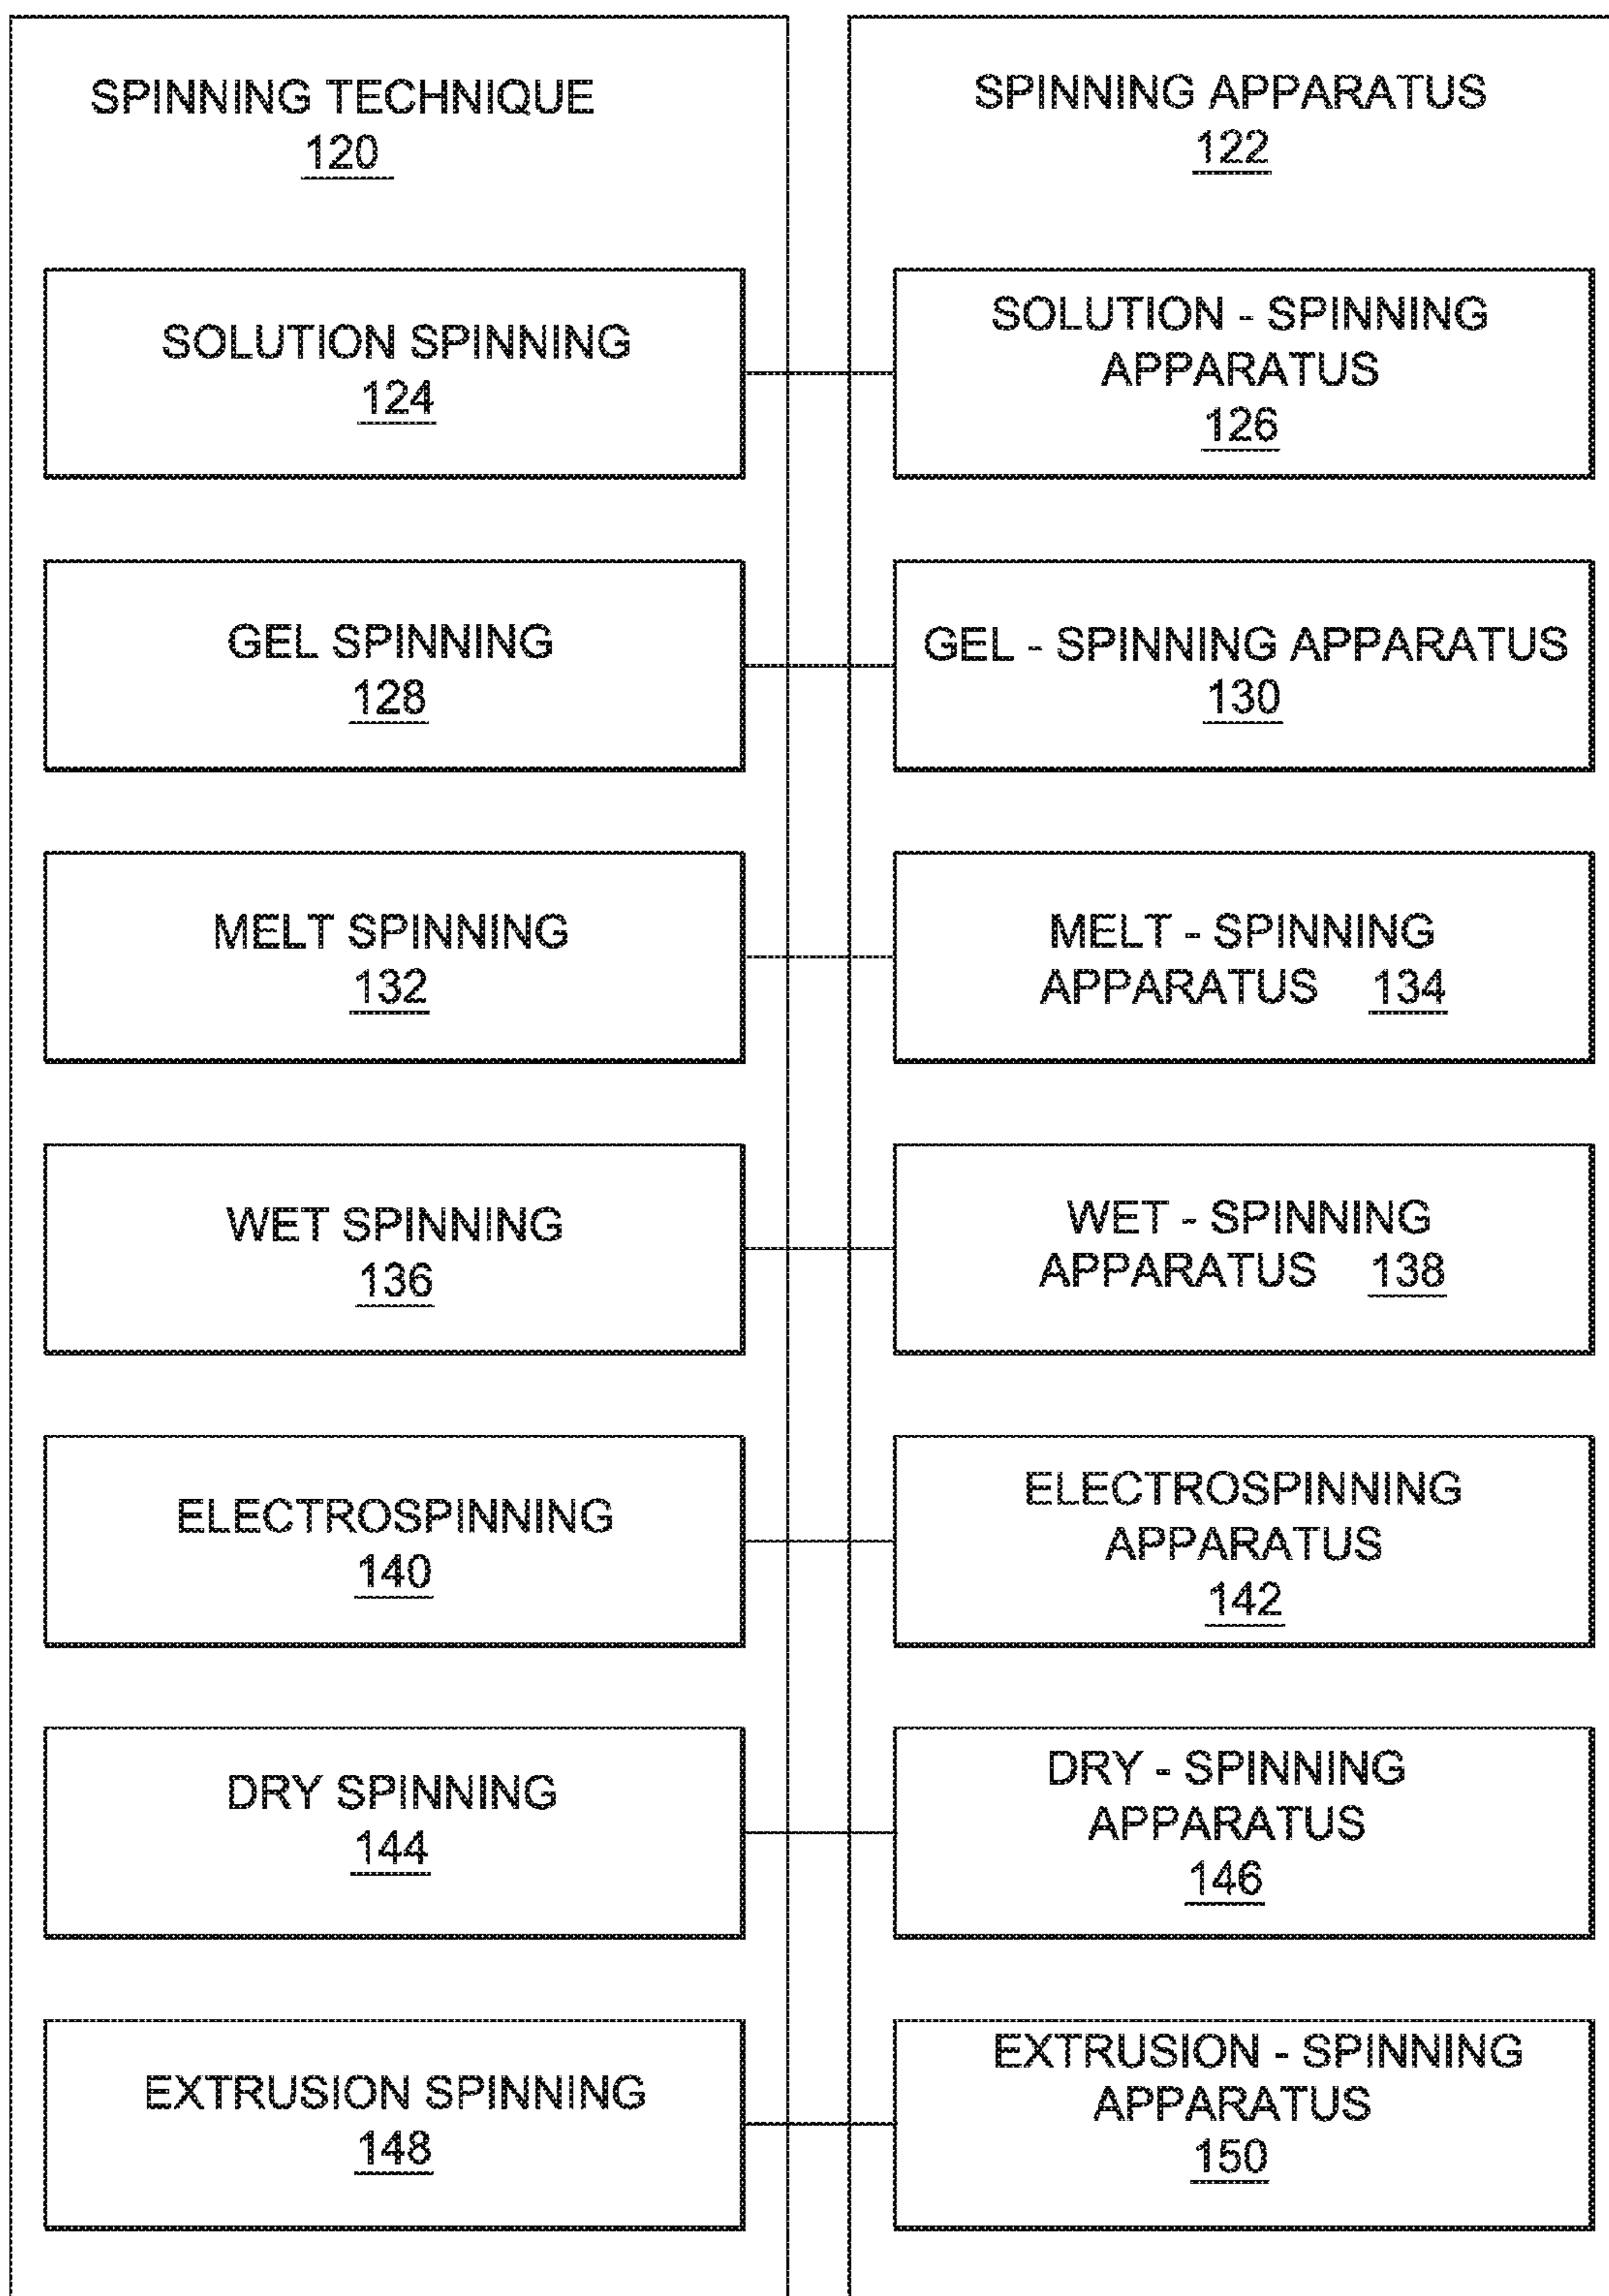 SPINNING TECHNIQUE
120
SOLUTION SPINNING
124
GEL SPINNING
128
MELT SPINNING
132
WET SPINNING
136
ELECTROSPINNING
140
DRY SPINNING
144
EXTRUSION SPINNING
148
SPINNING APPARATUS
122
SOLUTION - SPINNING
APPARATUS
126
GEL - SPINNING APPARATUS
130
MELT - SPINNING
APPARATUS 134
WET - SPINNING
APPARATUS 138
ELECTROSPINNING
APPARATUS
142
DRY - SPINNING
APPARATUS
146
EXTRUSION - SPINNING
APPARATUS
150